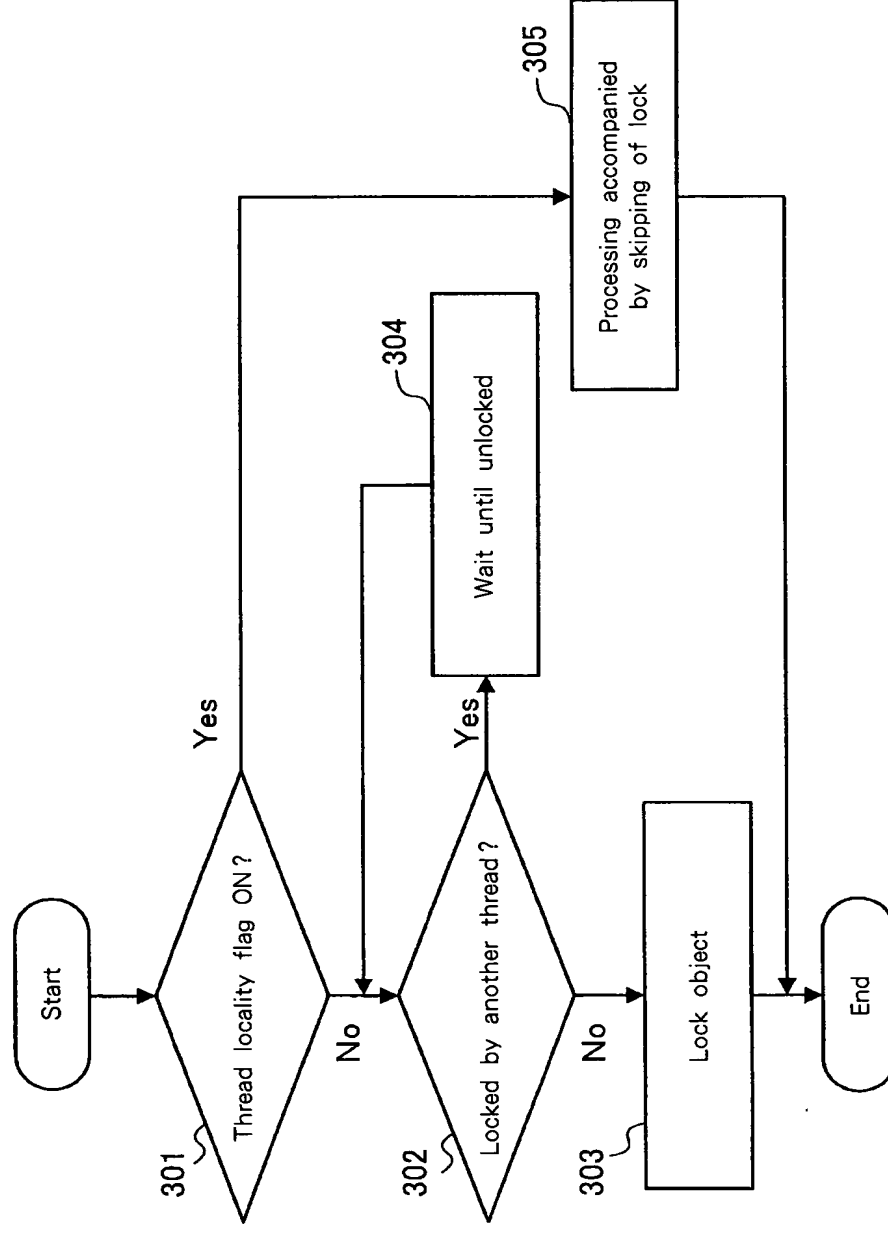 Start
301
Thread locality flag ON?
Yes
No
302
Locked by another thread?
Yes
304
Wait until unlocked
No
303
Lock object
305
Processing accompanied
by skipping of lock
End